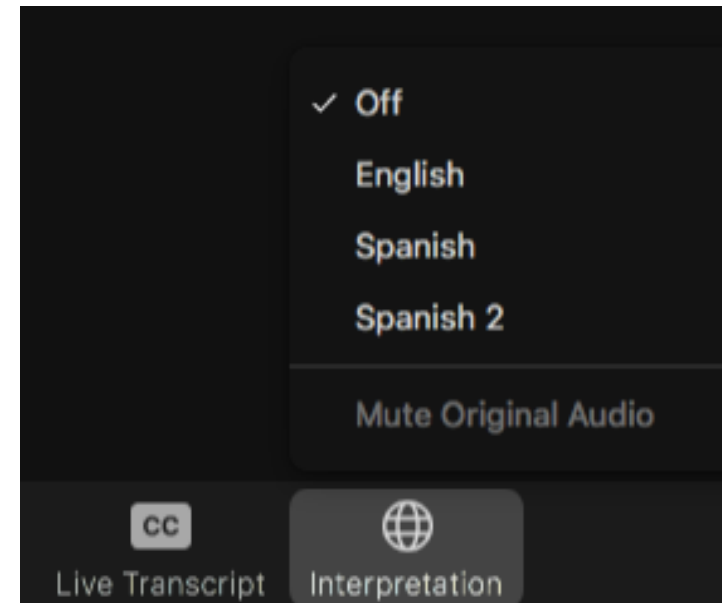 Off
English
Spanish
Spanish 2
Mute Original Audio
CC
Live Transcript
Interpretation